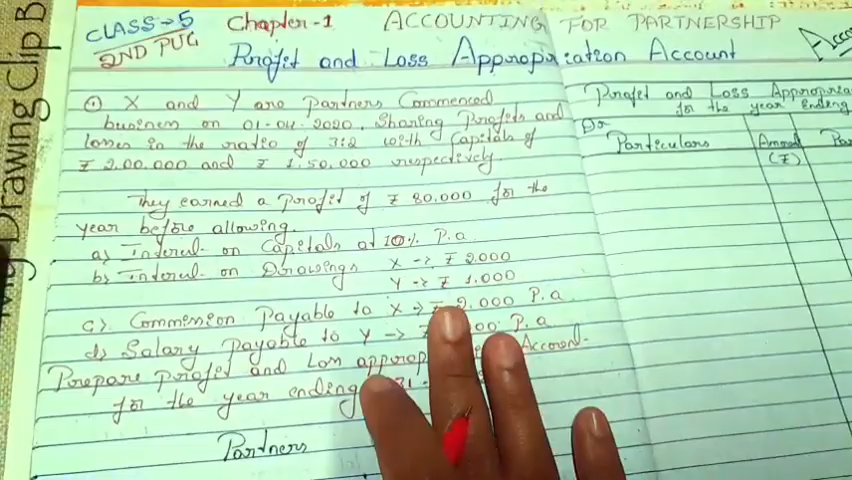 CLASS → 5
2ND PUC
Chapter-1 ACCOUNTING FOR PARTNERSHIP
Profit and Loss Appropriation Account
X and Y are Partners Commenced
business on 01-04-2020, Sharing Profits and
losses in the ratio of 3:2 with Capitals of
₹ 2,00,000 and ₹ 1,50,000 respectively.
They earned a profit of ₹ 80,000 for the
year before allowing.
a) Interest on Capitals at 10% P.a
b) Interest on Drawings X → ₹ 2,000
Y → ₹ 1,000
c) Commission Payable to X → ₹ 2,000 P.a
d) Salary Payable to Y → P.a
Prepare profit and Loss Account
for the year ending 31-
Partners
Profit and Loss
for the year ending
Dr
Particulars
Amount
(₹)
My Drawing Clip B